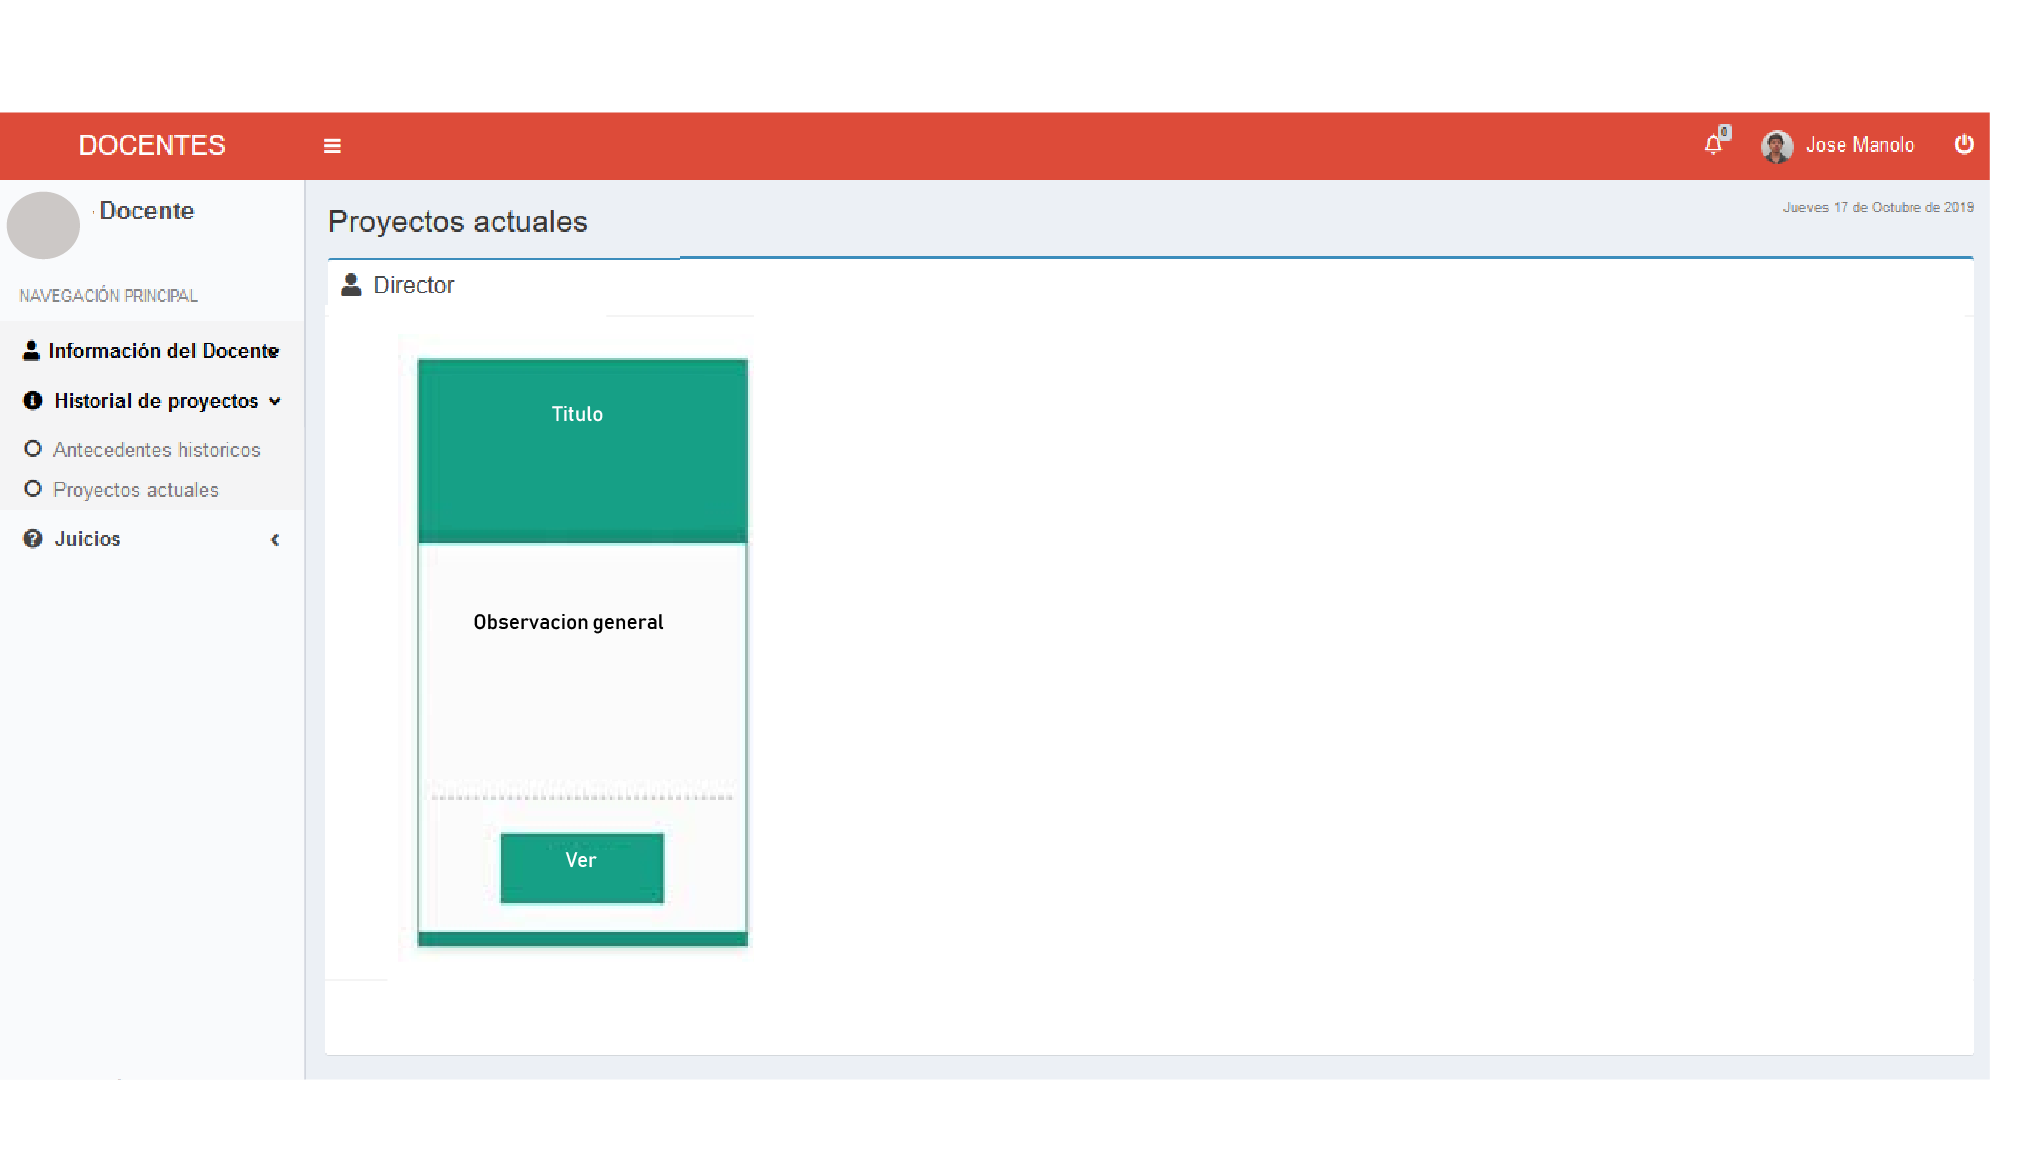 DOCENTES
0
Jose Manolo
Docente
Proyectos actuales
Jueves 17 de Octubre de 2019
Director
NAVEGACIÓN PRINCIPAL
Información del Docente
Historial de proyectos
Antecedentes historicos
Proyectos actuales
Juicios
Titulo
Observacion general
Ver